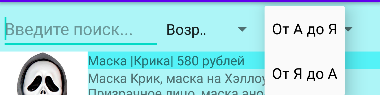 Введите поиск...
Возр..
От А до Я
От Я до А
Маска |Крика| 580 рублей
Маска Крик, маска на Хэллоу
Призрачное лицо, маска ано